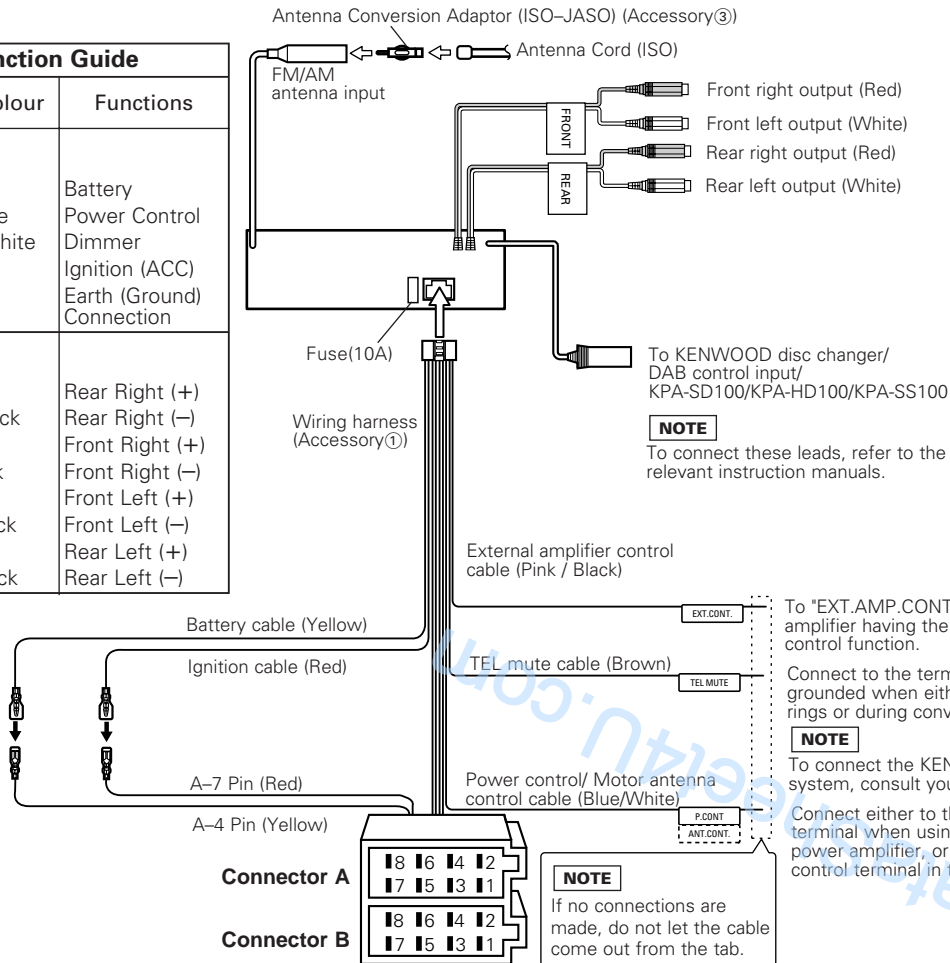 Antenna Conversion Adaptor (ISO–JASO) (Accessory③)
Antenna Cord (ISO)
FM/AM
antenna input
Guide
Functions
Battery
Power Control
Dimmer
Ignition (ACC)
Earth (Ground)
Connection
Rear Right (+)
Rear Right (–)
Front Right (+)
Front Right (–)
Front Left (+)
Front Left (–)
Rear Left (+)
Rear Left (–)
FRONT
REAR
Front right output (Red)
Front left output (White)
Rear right output (Red)
Rear left output (White)
Fuse(10A)
To KENWOOD disc changer/
DAB control input/
KPA-SD100/KPA-HD100/KPA-SS100
NOTE
To connect these leads, refer to the
relevant instruction manuals.
Wiring harness
(Accessory①)
External amplifier control
cable (Pink / Black)
EXT.CONT.
To "EXT.AMP.CONT
amplifier having the
control function.
Battery cable (Yellow)
Ignition cable (Red)
TEL mute cable (Brown)
TEL MUTE
Connect to the term
grounded when eith
rings or during conv
NOTE
To connect the KEN
system, consult you
A–7 Pin (Red)
A–4 Pin (Yellow)
Power control/ Motor antenna
control cable (Blue/White)
P.CONT
ANT.CONT.
Connect either to th
terminal when usin
power amplifier, or
control terminal in t
Connector A
8 6 4 2
7 5 3 1
Connector B
8 6 4 2
7 5 3 1
NOTE
If no connections are
made, do not let the cable
come out from the tab.